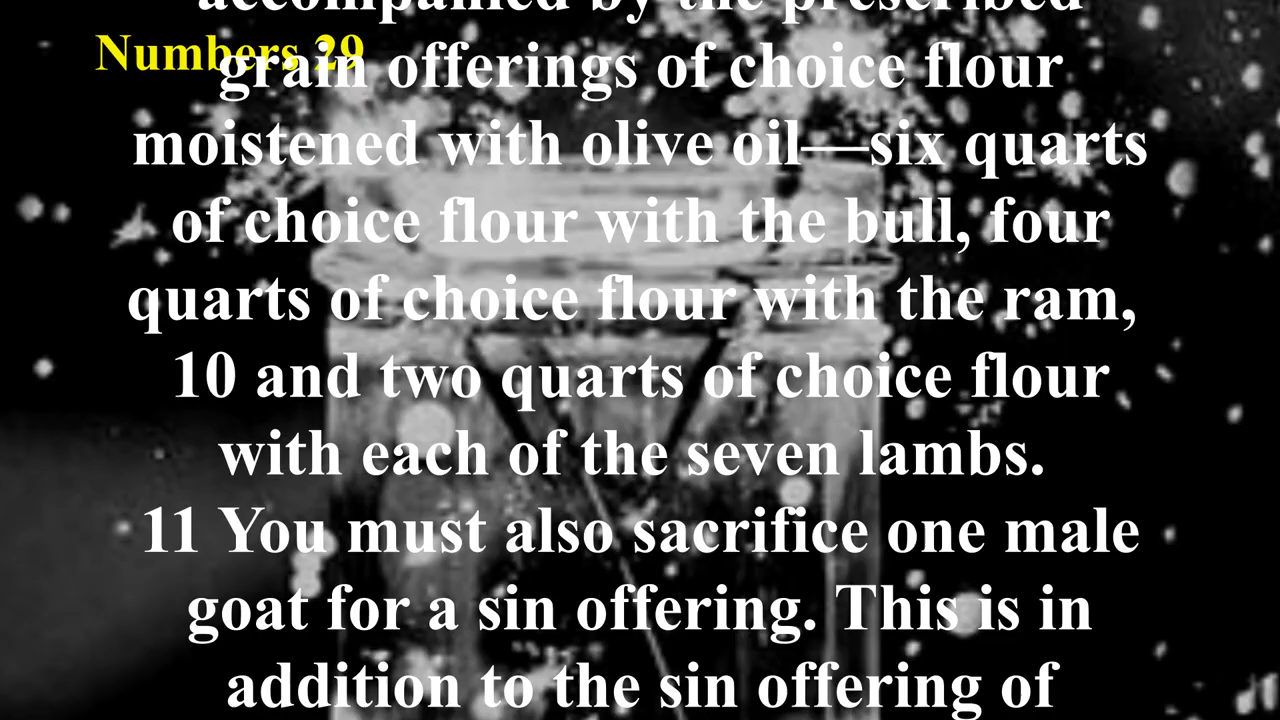 accompanied by the prescribed
Numbers 29
grain offerings of choice flour
moistened with olive oil—six quarts
of choice flour with the bull, four
quarts of choice flour with the ram,
10 and two quarts of choice flour
with each of the seven lambs.
11 You must also sacrifice one male
goat for a sin offering. This is in
addition to the sin offering of